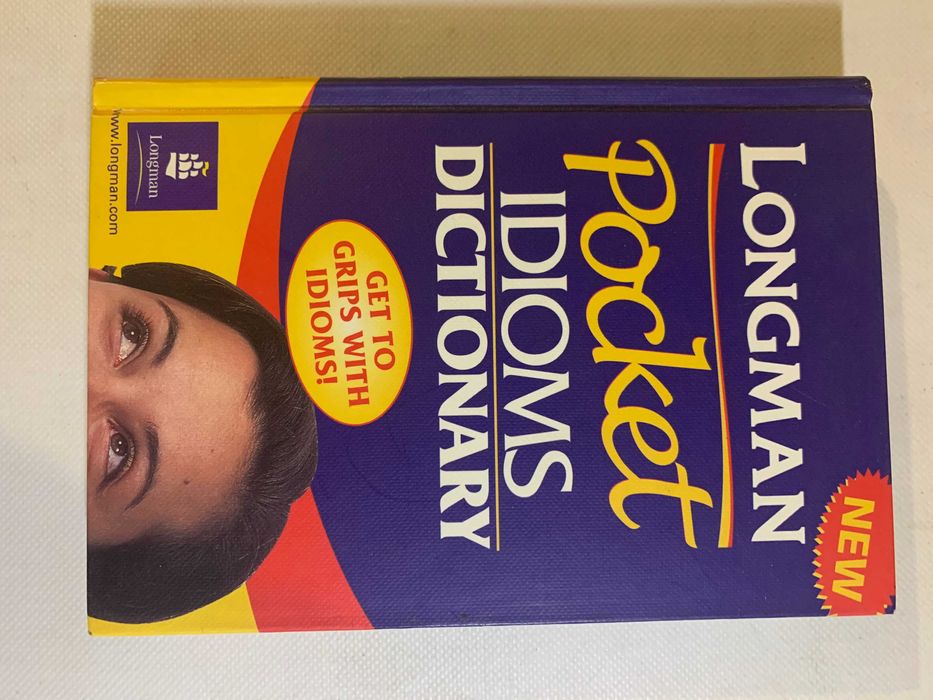 LONGMAN
Pocket
IDIOMS
DICTIONARY
NEW
GET TO
GRIPS WITH
IDIOMS!
Longman
www.longman.com